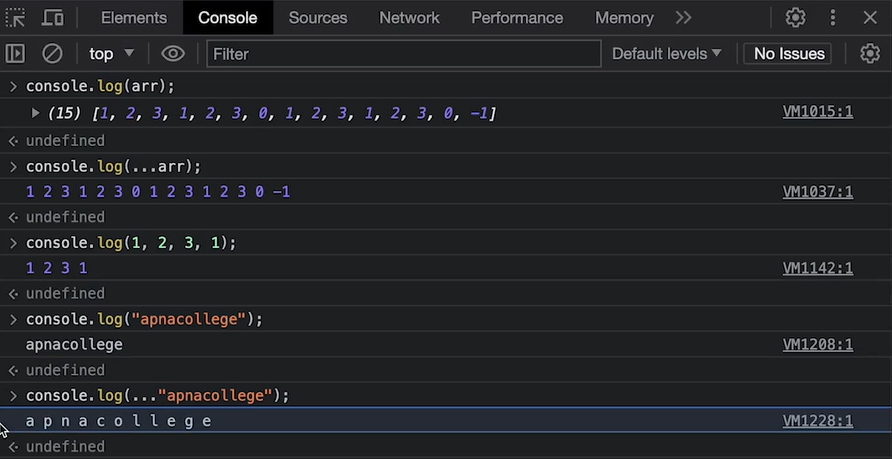 Elements Console Sources Network Performance Memory
top Filter Default levels No Issues
console.log(arr);
(15) [1, 2, 3, 1, 2, 3, 0, 1, 2, 3, 1, 2, 3, 0, −1] VM1015:1
undefined
console.log(...arr);
1 2 3 1 2 3 0 1 2 3 1 2 3 0 −1 VM1037:1
undefined
console.log(1, 2, 3, 1);
1 2 3 1 VM1142:1
undefined
console.log("apnacollege");
apnacollege VM1208:1
undefined
console.log(..."apnacollege");
a p n a c o l l e g e VM1228:1
undefined